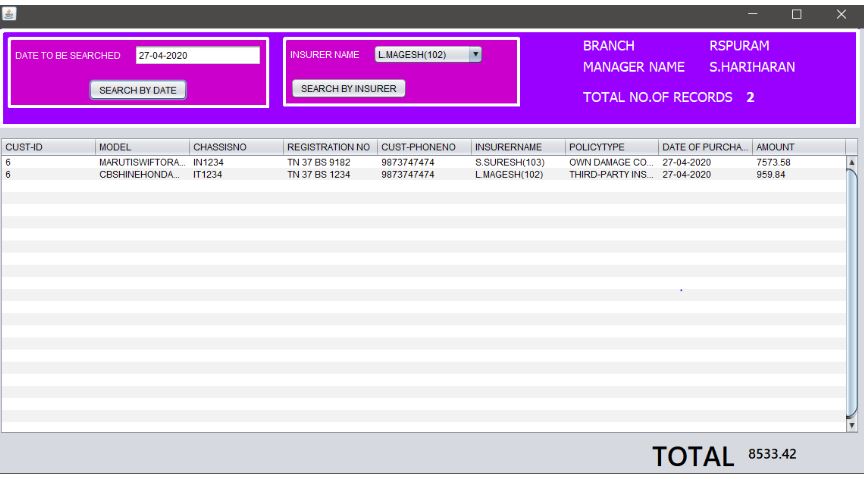 DATE TO BE SEARCHED 27-04-2020
SEARCH BY DATE
INSURER NAME L.MAGESH(102)
SEARCH BY INSURER
BRANCH RSPURAM
MANAGER NAME S.HARIHARAN
TOTAL NO.OF RECORDS 2
CUST-ID MODEL CHASSISNO REGISTRATION NO CUST-PHONENO INSURERNAME POLICYTYPE DATE OF PURCHA... AMOUNT
6 MARUTISWIFTORA... IN1234 TN 37 BS 9182 9873747474 S.SURESH(103) OWN DAMAGE CO... 27-04-2020 7573.58
6 CBSHINEHONDA... IT1234 TN 37 BS 1234 9873747474 L.MAGESH(102) THIRD-PARTY INS... 27-04-2020 959.84
TOTAL 8533.42